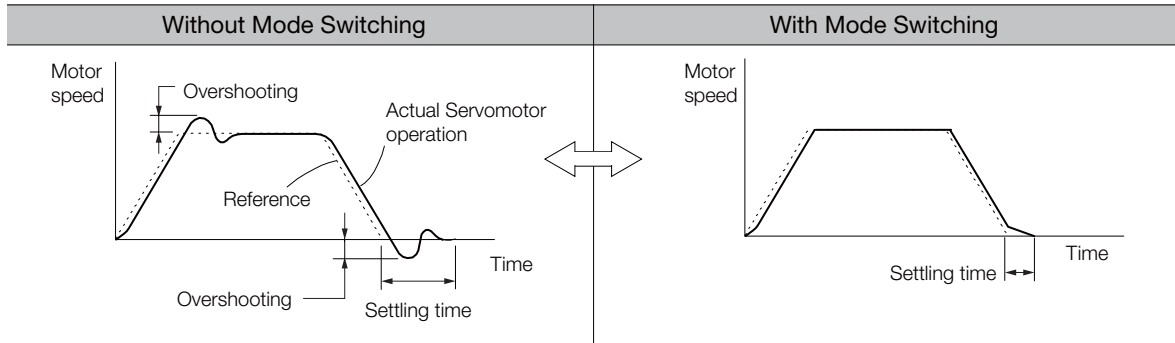 Without Mode Switching
With Mode Switching
Motor
speed
Overshooting
Actual Servomotor
operation
Reference
Time
Overshooting
Settling time
Motor
speed
Settling time
Time